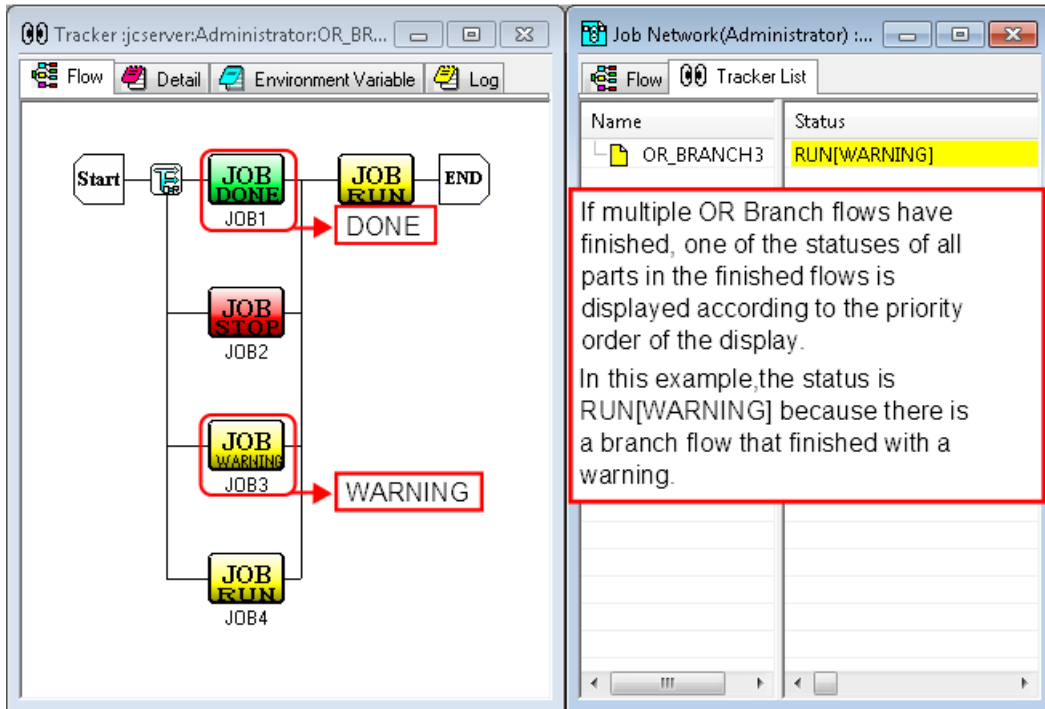 Tracker :jcserver:Administrator:OR_BR...
Flow Detail Environment Variable Log
Start
OR
JOB
DONE
JOB1
JOB
RUN
END
DONE
JOB
STOP
JOB2
JOB
WARNING
JOB3
WARNING
JOB
RUN
JOB4
Job Network(Administrator) :...
Flow Tracker List
Name Status
OR_BRANCH3 RUN[WARNING]
If multiple OR Branch flows have
finished, one of the statuses of all
parts in the finished flows is
displayed according to the priority
order of the display.
In this example,the status is
RUN[WARNING] because there is
a branch flow that finished with a
warning.